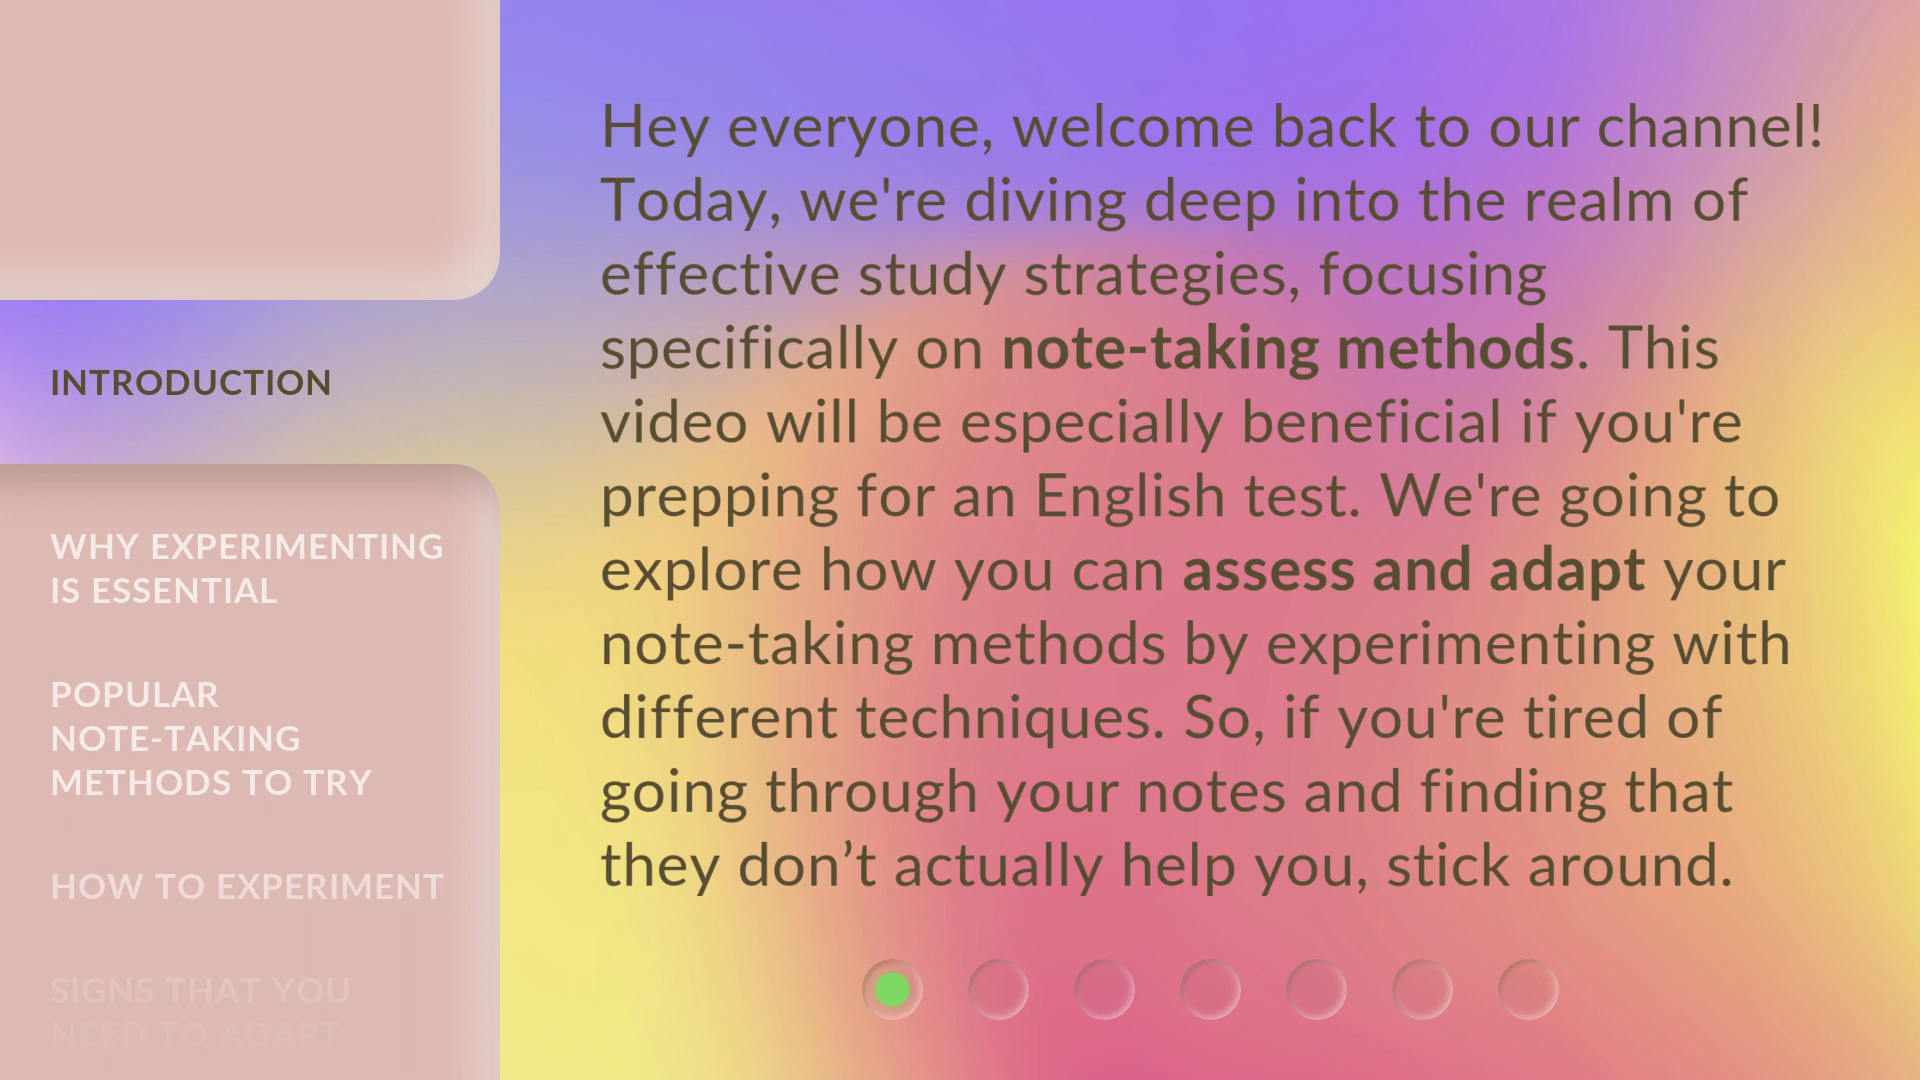 INTRODUCTION
WHY EXPERIMENTING
IS ESSENTIAL
POPULAR
NOTE-TAKING
METHODS TO TRY
HOW TO EXPERIMENT
SIGNS THAT YOU
NEED TO ADAPT
Hey everyone, welcome back to our channel!
Today, we're diving deep into the realm of
effective study strategies, focusing
specifically on note-taking methods. This
video will be especially beneficial if you're
prepping for an English test. We're going to
explore how you can assess and adapt your
note-taking methods by experimenting with
different techniques. So, if you're tired of
going through your notes and finding that
they don’t actually help you, stick around.